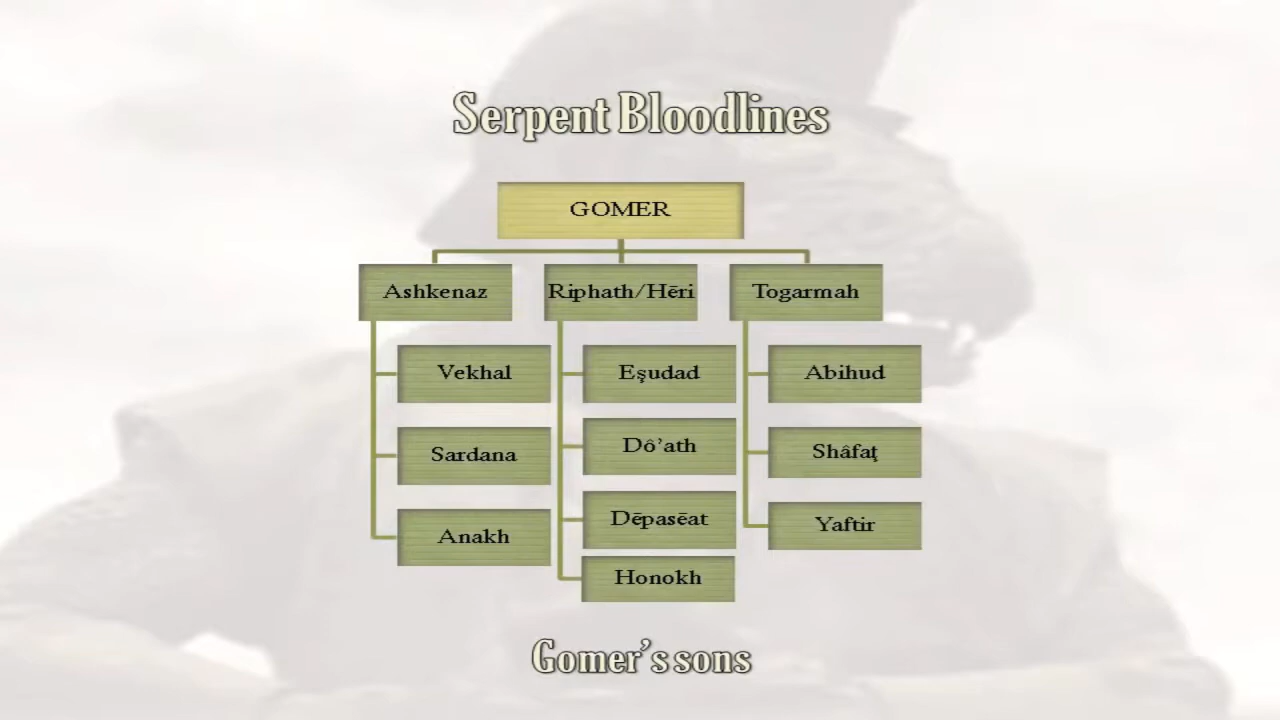 Serpent Bloodlines
GOMER
Ashkenaz
Riphath/Hēri
Togarmah
Vekhal
Sardana
Anakh
Eşudad
Dô’ath
Dēpasēat
Honokh
Abihud
Shâfaţ
Yaftir
Gomer’s sons